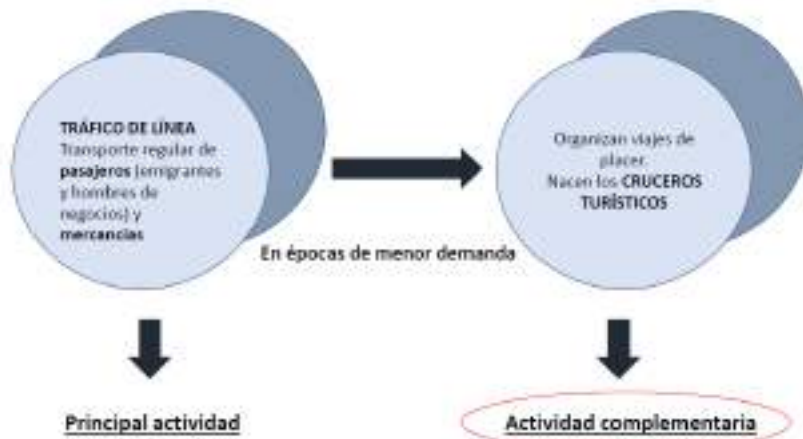 TRÁFICO DE LÍNEA
Transporte regular de
pasajeros (emigrantes
y hombres de
negocios) y
mercancías
Organizan viajes de
placer.
Nacen los CRUCEROS
TURÍSTICOS
En épocas de menor demanda
Principal actividad
Actividad complementaria